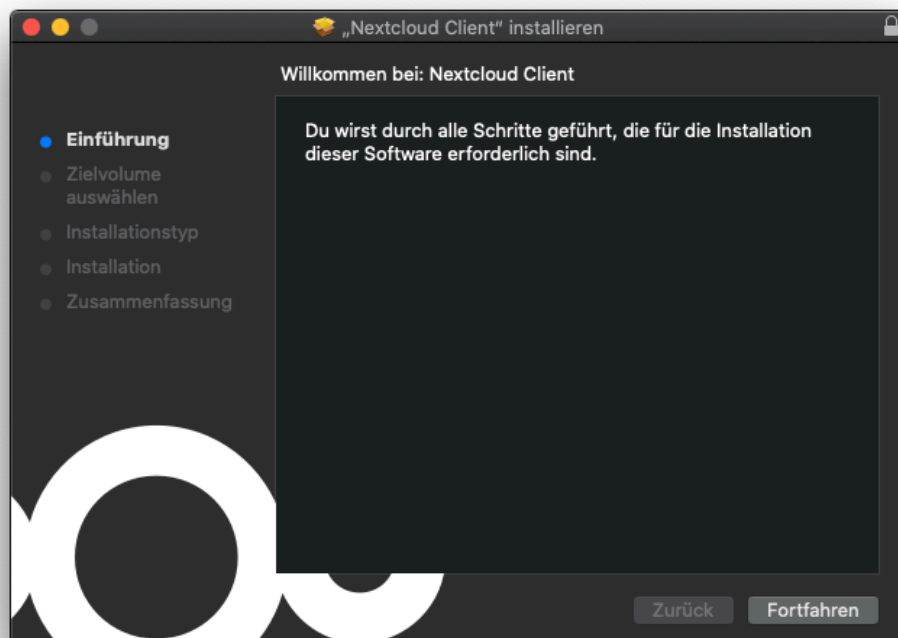 „Nextcloud Client“ installieren
Willkommen bei: Nextcloud Client
Einführung
Zielvolume
auswählen
Installationstyp
Installation
Zusammenfassung
Du wirst durch alle Schritte geführt, die für die Installation
dieser Software erforderlich sind.
Zurück
Fortfahren